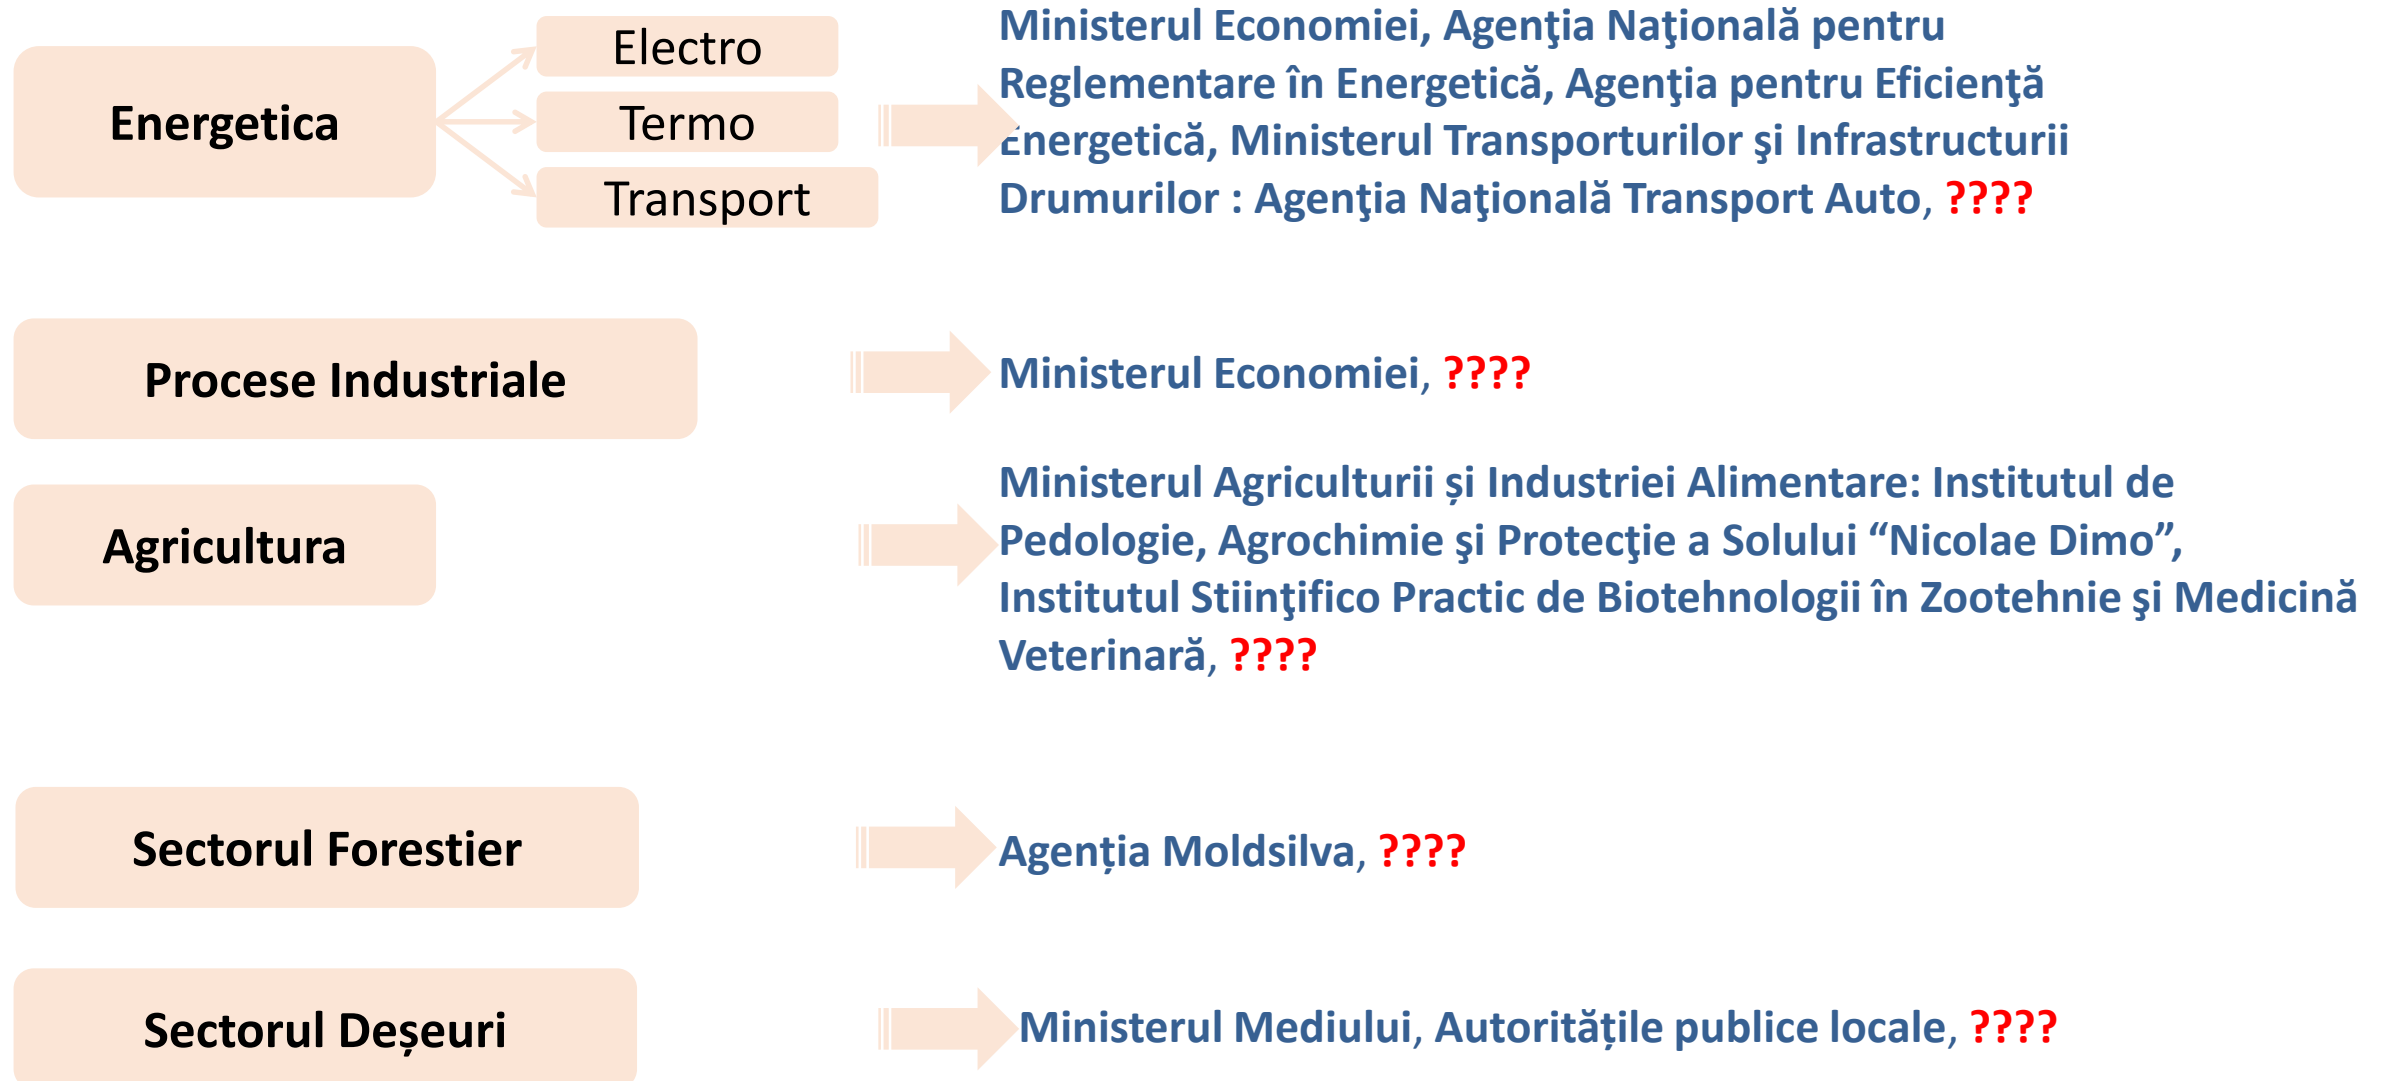 Energetica
Electro
Termo
Transport
Ministerul Economiei, Agenţia Naţională pentru
Reglementare în Energetică, Agenţia pentru Eficienţă
Energetică, Ministerul Transporturilor şi Infrastructurii
Drumurilor : Agenţia Naţională Transport Auto, ????
Procese Industriale
Ministerul Economiei, ????
Agricultura
Ministerul Agriculturii și Industriei Alimentare: Institutul de
Pedologie, Agrochimie şi Protecţie a Solului “Nicolae Dimo”,
Institutul Stiinţifico Practic de Biotehnologii în Zootehnie şi Medicină
Veterinară, ????
Sectorul Forestier
Agenția Moldsilva, ????
Sectorul Deșeuri
Ministerul Mediului, Autoritățile publice locale, ????